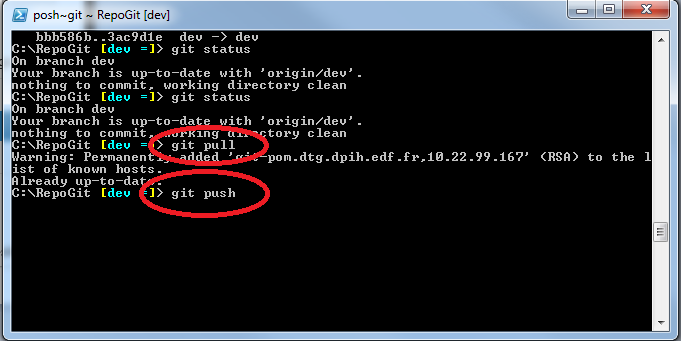 posh~git ~ RepoGit [dev]
bbb586b..3ac9d1e  dev -> dev
C:\RepoGit [dev =]> git status
On branch dev
Your branch is up-to-date with 'origin/dev'.
nothing to commit, working directory clean
C:\RepoGit [dev =]> git status
On branch dev
Your branch is up-to-date with 'origin/dev'.
nothing to commit, working directory clean
C:\RepoGit [dev =]> git pull
Warning: Permanently added 'git-pom.dtg.dpih.edf.fr,10.22.99.167' (RSA) to the l
ist of known hosts.
Already up-to-date.
C:\RepoGit [dev =]> git push